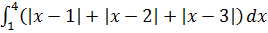 ∫₁⁴(|x − 1| + |x − 2| + |x − 3|) dx